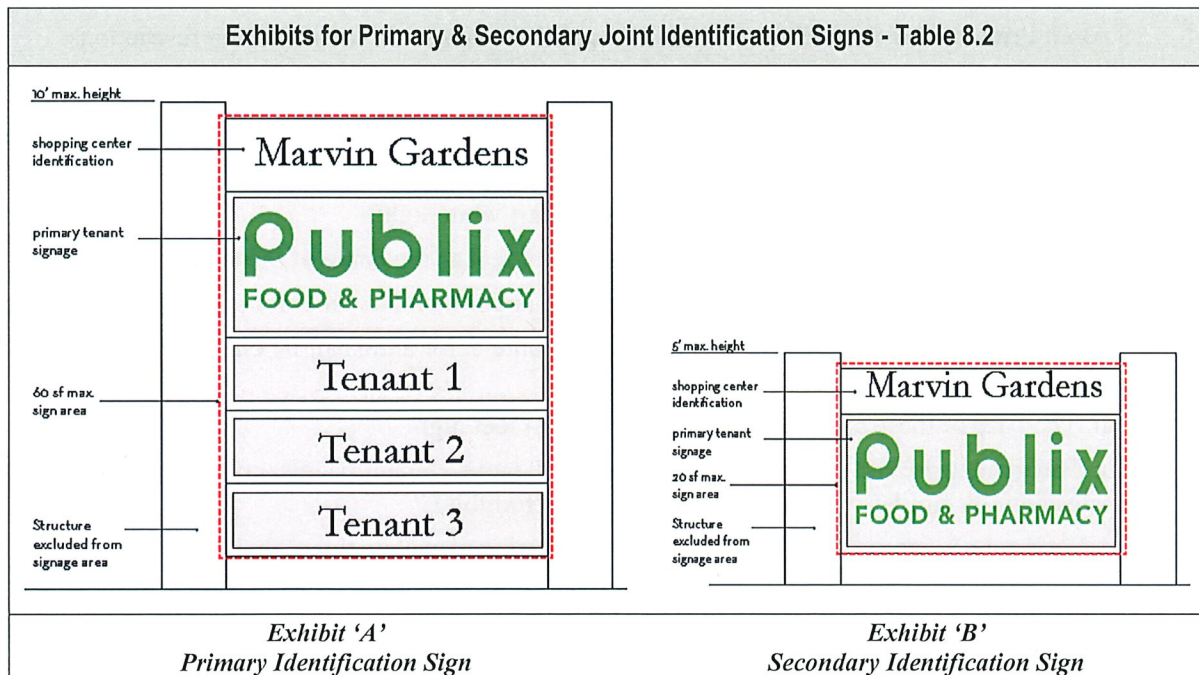 Exhibits for Primary & Secondary Joint Identification Signs - Table 8.2
10' max. height
shopping center
identification
Marvin Gardens
primary tenant
signage
Publix
FOOD & PHARMACY
Tenant 1
60 sf max.
sign area
Tenant 2
Tenant 3
Structure
excluded from
signage area
5' max. height
shopping center
identification
Marvin Gardens
primary tenant
signage
Publix
FOOD & PHARMACY
20 sf max.
sign area
Structure
excluded from
signage area
Exhibit 'A'
Primary Identification Sign
Exhibit 'B'
Secondary Identification Sign